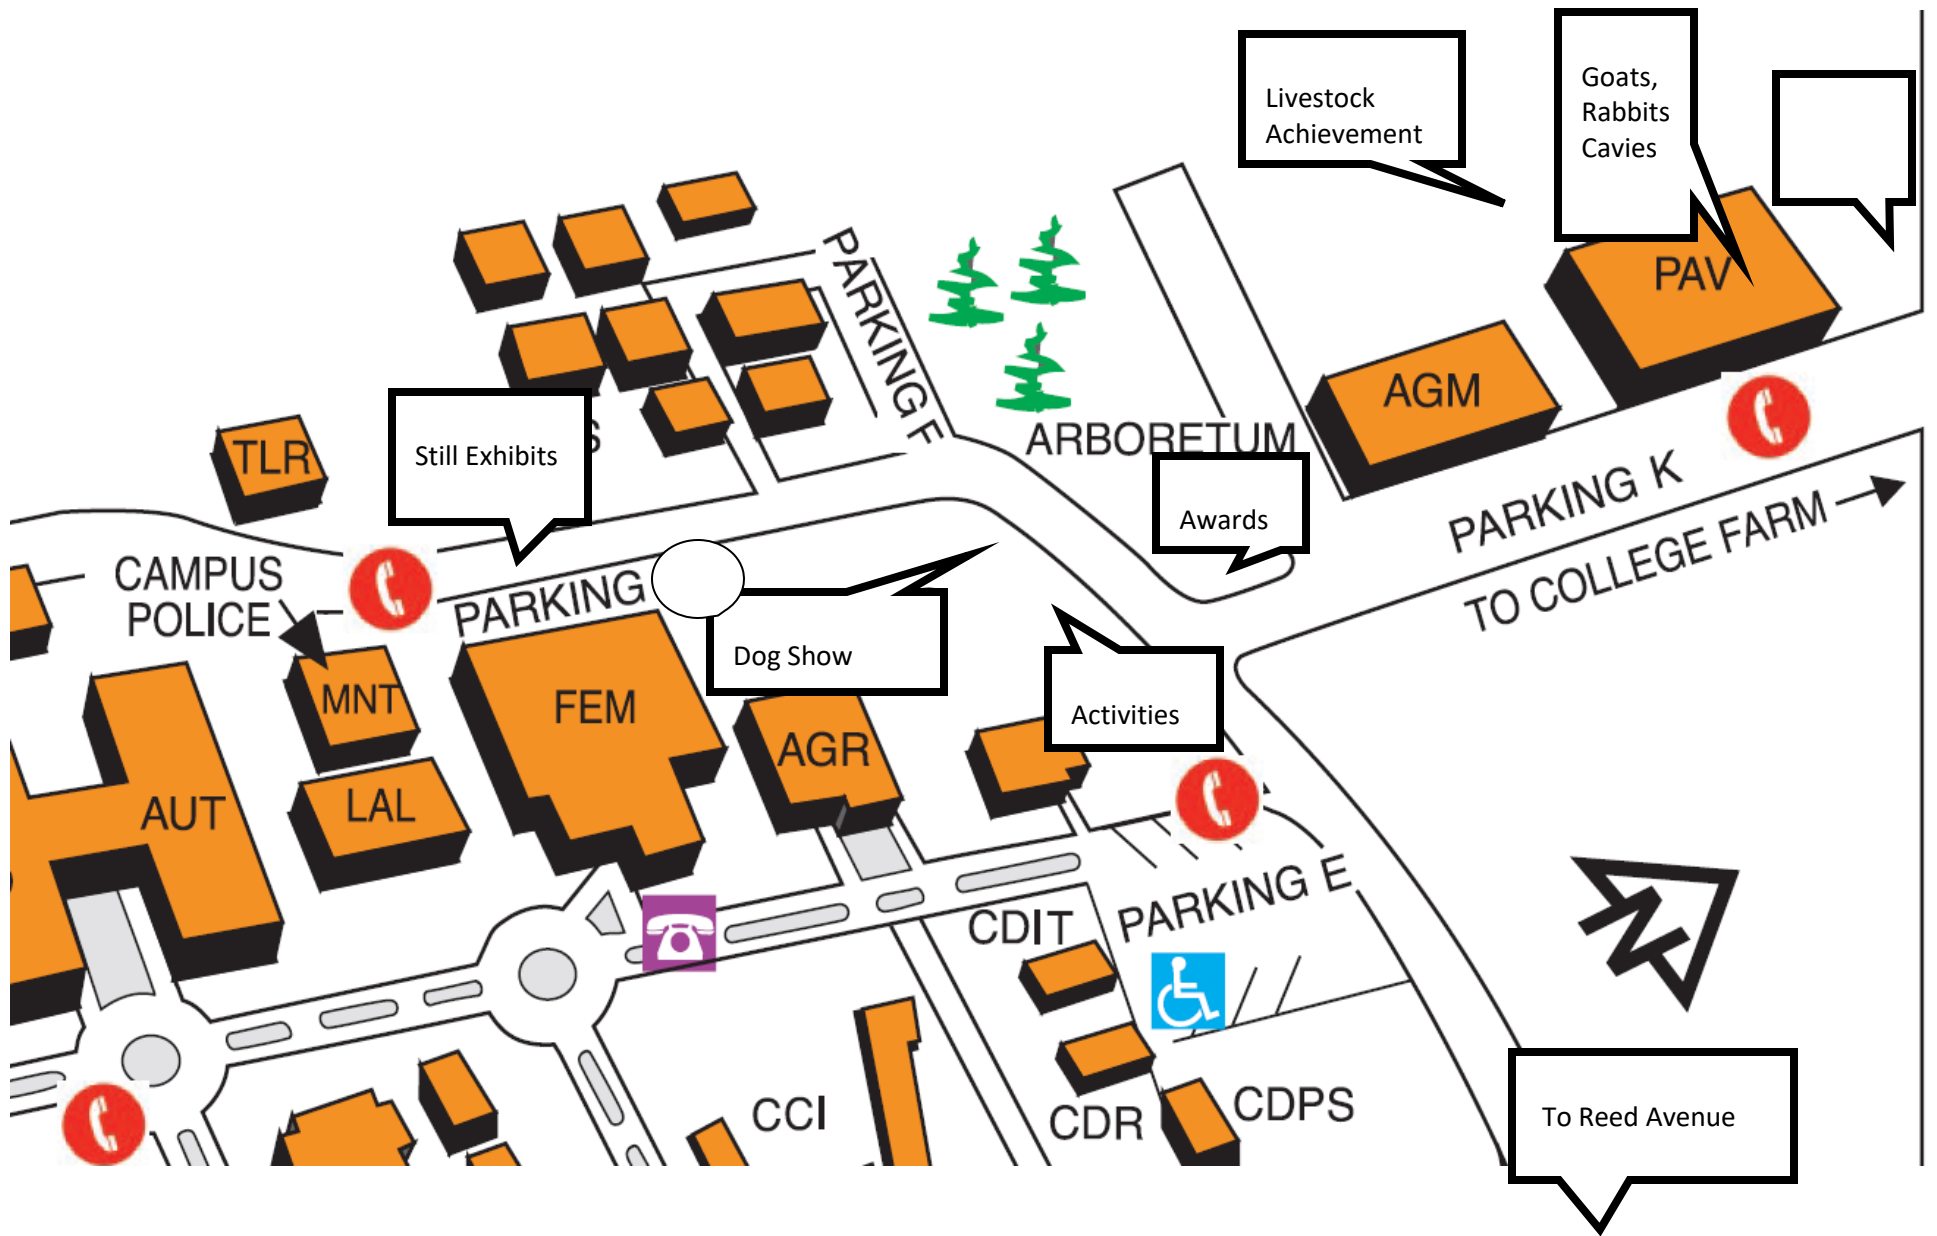 Livestock
Achievement
Goats,
Rabbits
Cavies
PARKING F
PAV
AGM
ARBORETUM
TLR
Still Exhibits
S
Awards
PARKING K
TO COLLEGE FARM
CAMPUS
POLICE
PARKING
Dog Show
MNT
FEM
AGR
Activities
AUT
LAL
PARKING E
CDIT
N
CCI
CDR
CDPS
To Reed Avenue